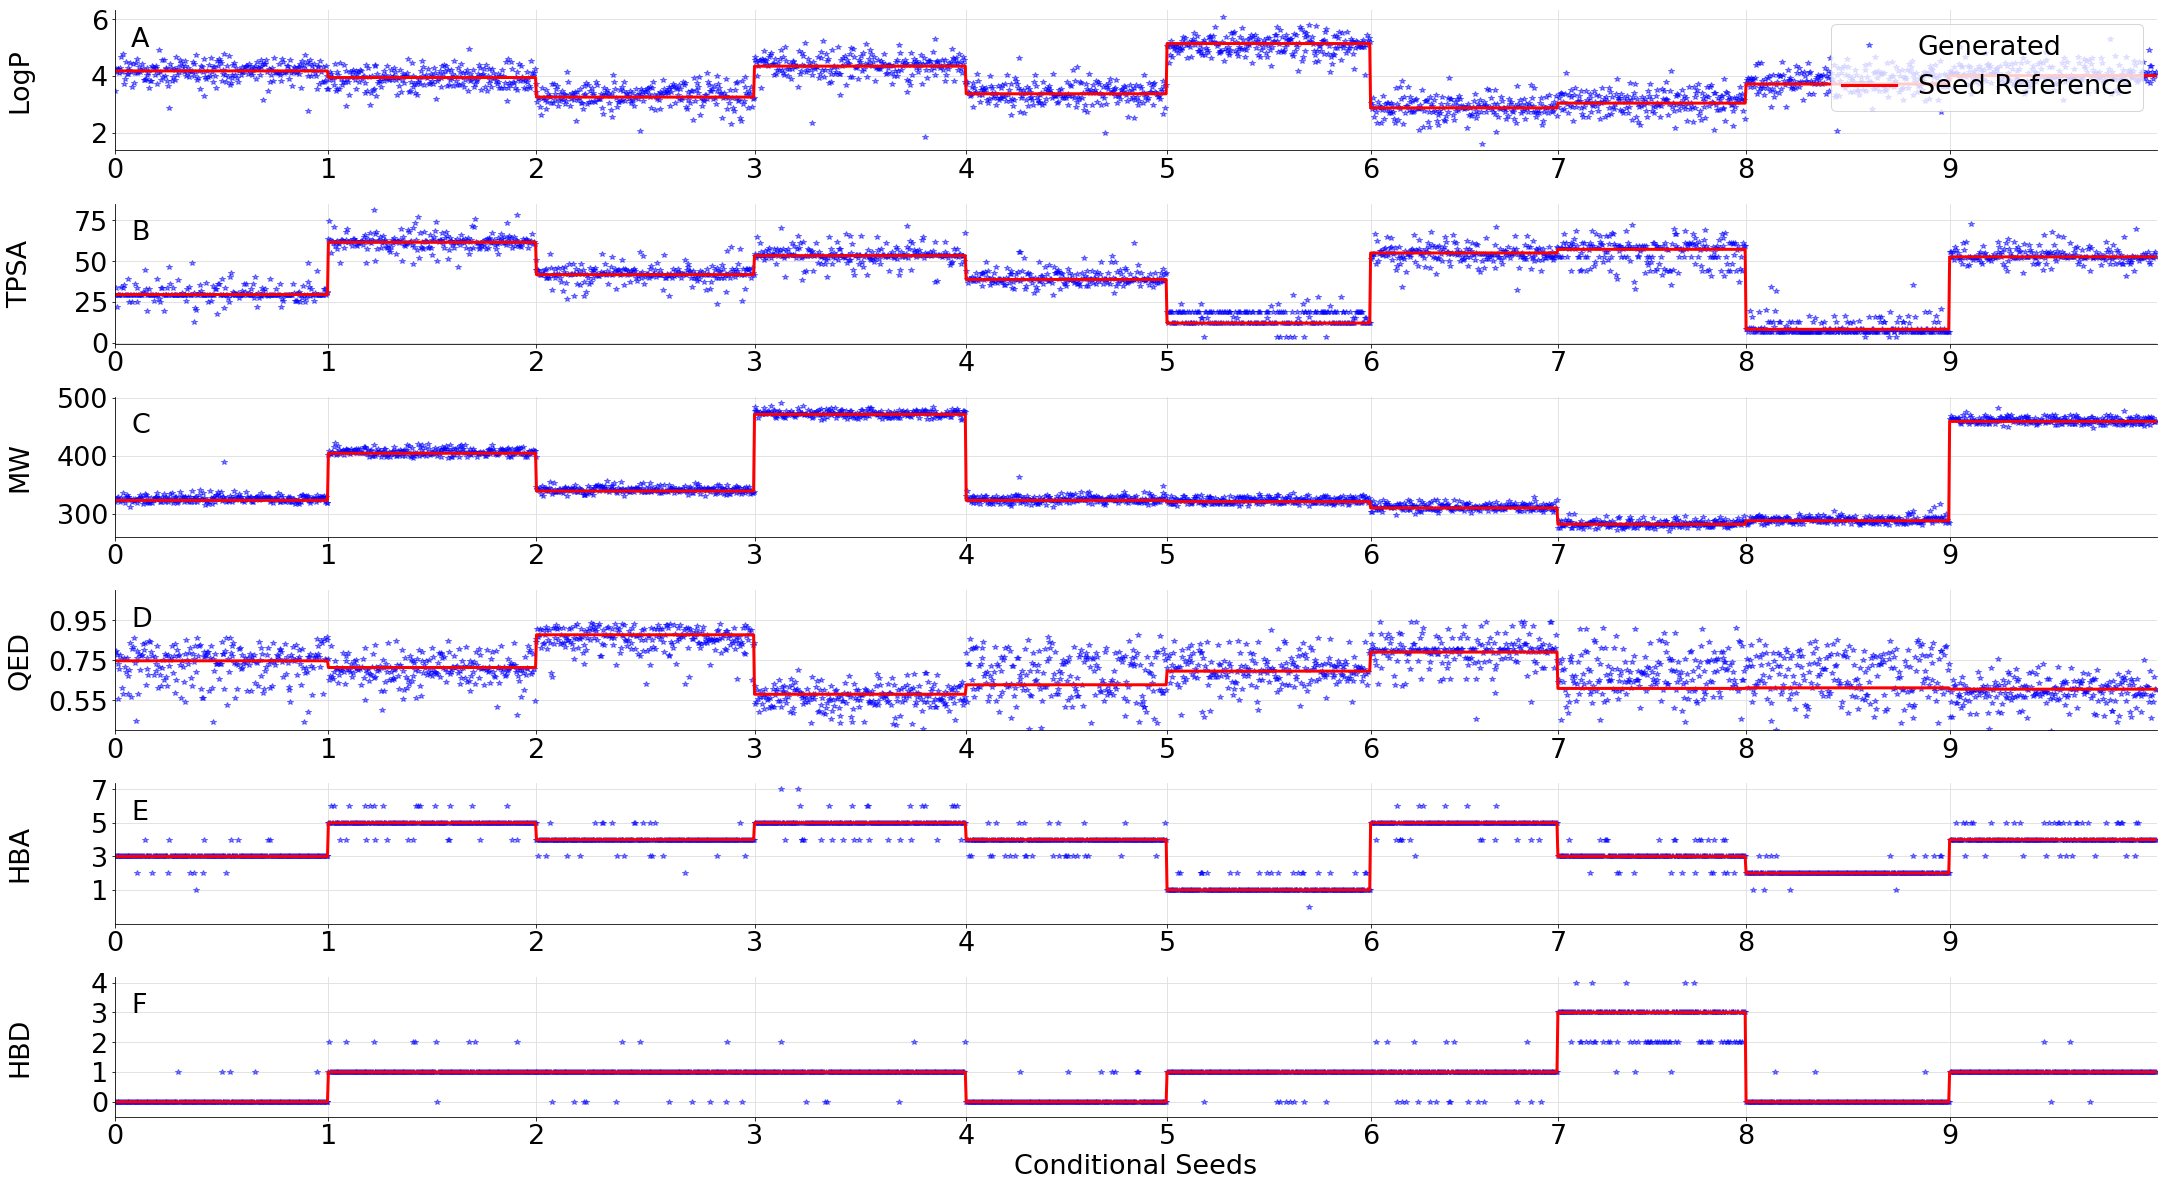 A
LogP
6
4
2
Generated
Seed Reference
0 1 2 3 4 5 6 7 8 9
B
TPSA
75
50
25
0
0 1 2 3 4 5 6 7 8 9
C
MW
500
400
300
0 1 2 3 4 5 6 7 8 9
D
QED
0.95
0.75
0.55
0 1 2 3 4 5 6 7 8 9
E
HBA
7
5
3
1
0 1 2 3 4 5 6 7 8 9
F
HBD
4
3
2
1
0
0 1 2 3 4 5 6 7 8 9
Conditional Seeds